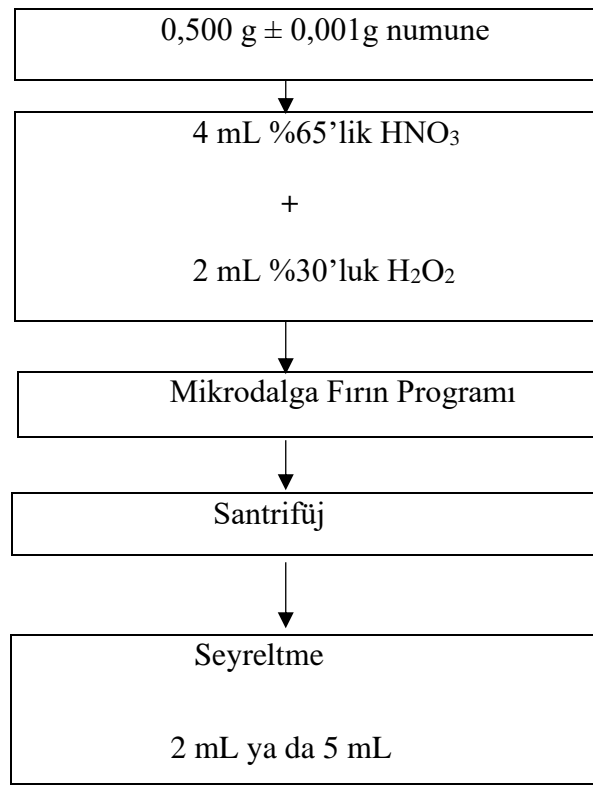 0,500 g ± 0,001g numune
4 mL %65’lik HNO₃
+
2 mL %30’luk H₂O₂
Mikrodalga Fırın Programı
Santrifüj
Seyreltme
2 mL ya da 5 mL